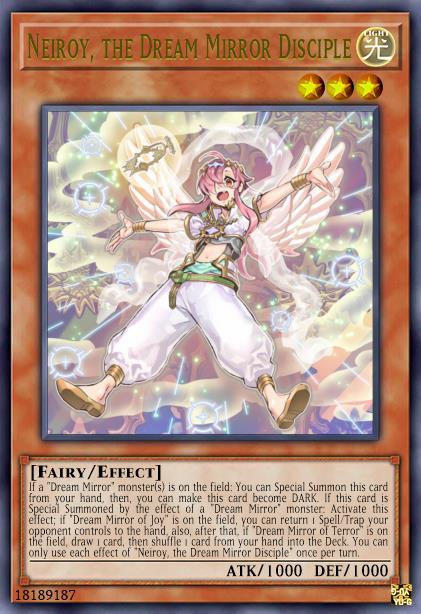 Neiroy, the Dream Mirror Disciple
LIGHT
光
[Fairy/Effect]
If a "Dream Mirror" monster(s) is on the field: You can Special Summon this card
from your hand, then, you can make this card become DARK. If this card is
Special Summoned by the effect of a "Dream Mirror" monster: Activate this
effect; if "Dream Mirror of Joy" is on the field, you can return 1 Spell/Trap your
opponent controls to the hand, also, after that, if "Dream Mirror of Terror" is on
the field, draw 1 card, then shuffle 1 card from your hand into the Deck. You can
only use each effect of "Neiroy, the Dream Mirror Disciple" once per turn.
ATK/1000 DEF/1000
18189187